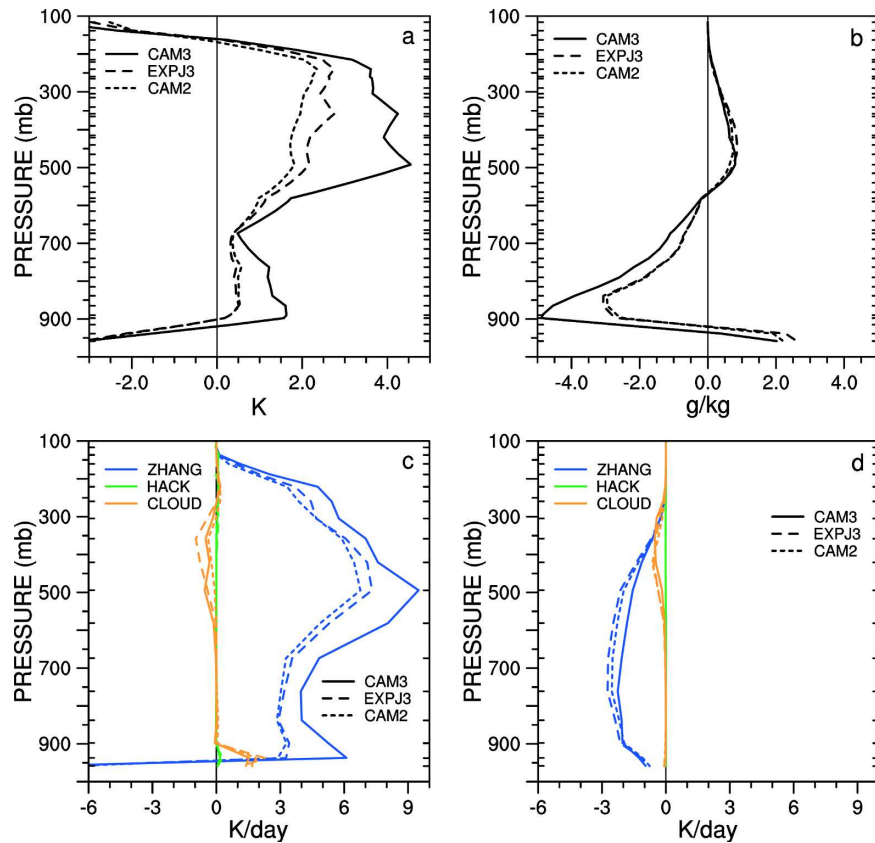 a
CAM3
EXPJ3
CAM2
PRESSURE (mb)
100
300
500
700
900
-2.0 0.0 2.0 4.0
K
b
CAM3
EXPJ3
CAM2
PRESSURE (mb)
100
300
500
700
900
-4.0 -2.0 0.0 2.0 4.0
g/kg
c
ZHANG
HACK
CLOUD
CAM3
EXPJ3
CAM2
PRESSURE (mb)
100
300
500
700
900
-6 -3 0 3 6 9
K/day
d
ZHANG
HACK
CLOUD
CAM3
EXPJ3
CAM2
PRESSURE (mb)
100
300
500
700
900
-6 -3 0 3 6 9
K/day